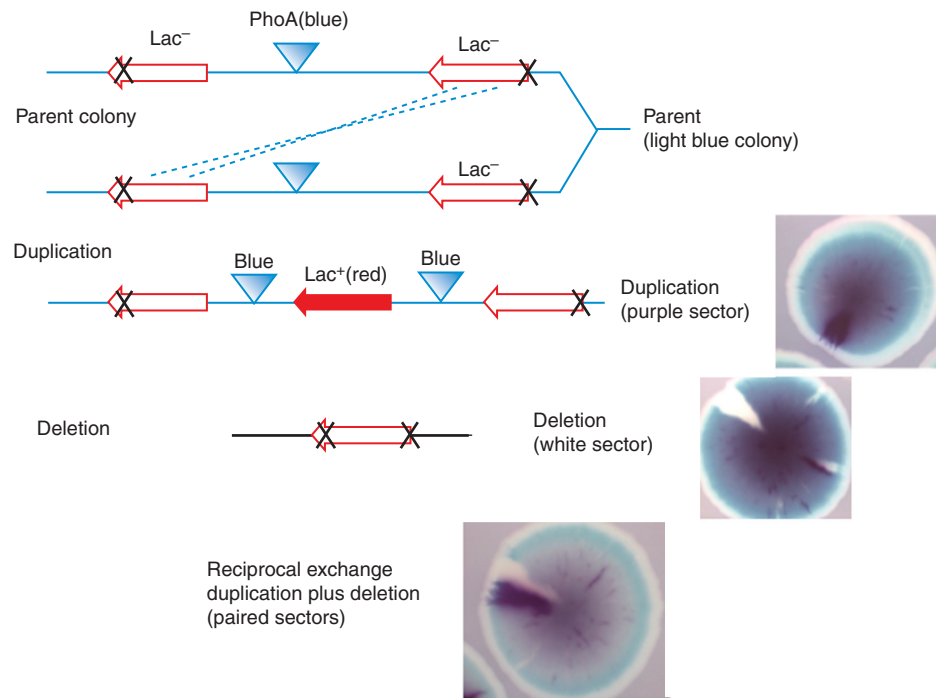 PhoA(blue)
Lac⁻
Lac⁻
Parent colony
Parent
(light blue colony)
Lac⁻
Duplication
Blue
Lac⁺(red)
Blue
Duplication
(purple sector)
Deletion
Deletion
(white sector)
Reciprocal exchange
duplication plus deletion
(paired sectors)